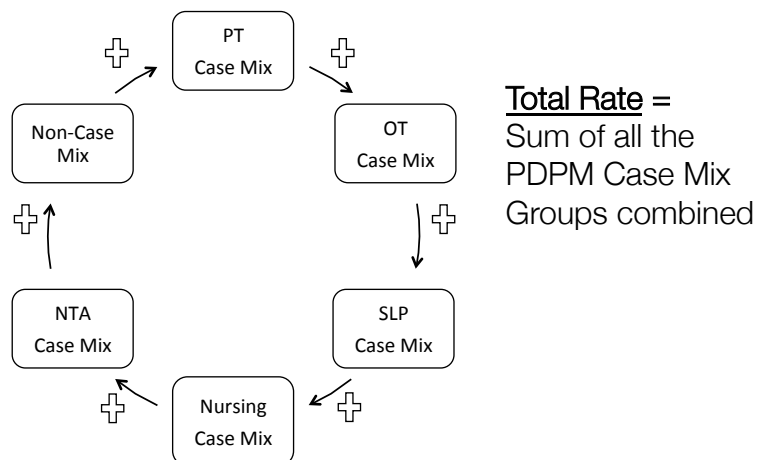 PT
Case Mix
OT
Case Mix
SLP
Case Mix
Nursing
Case Mix
NTA
Case Mix
Non-Case
Mix
Total Rate =
Sum of all the
PDPM Case Mix
Groups combined